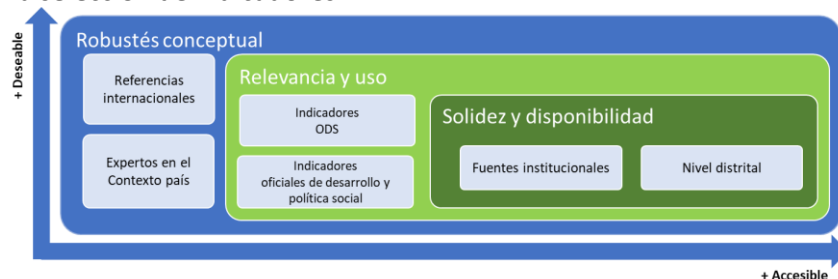 + Deseable
Robustés conceptual
Referencias
internacionales
Expertos en el
Contexto país
Relevancia y uso
Indicadores
ODS
Indicadores
oficiales de desarrollo y
política social
Solidez y disponibilidad
Fuentes institucionales
Nivel distrital
+ Accesible